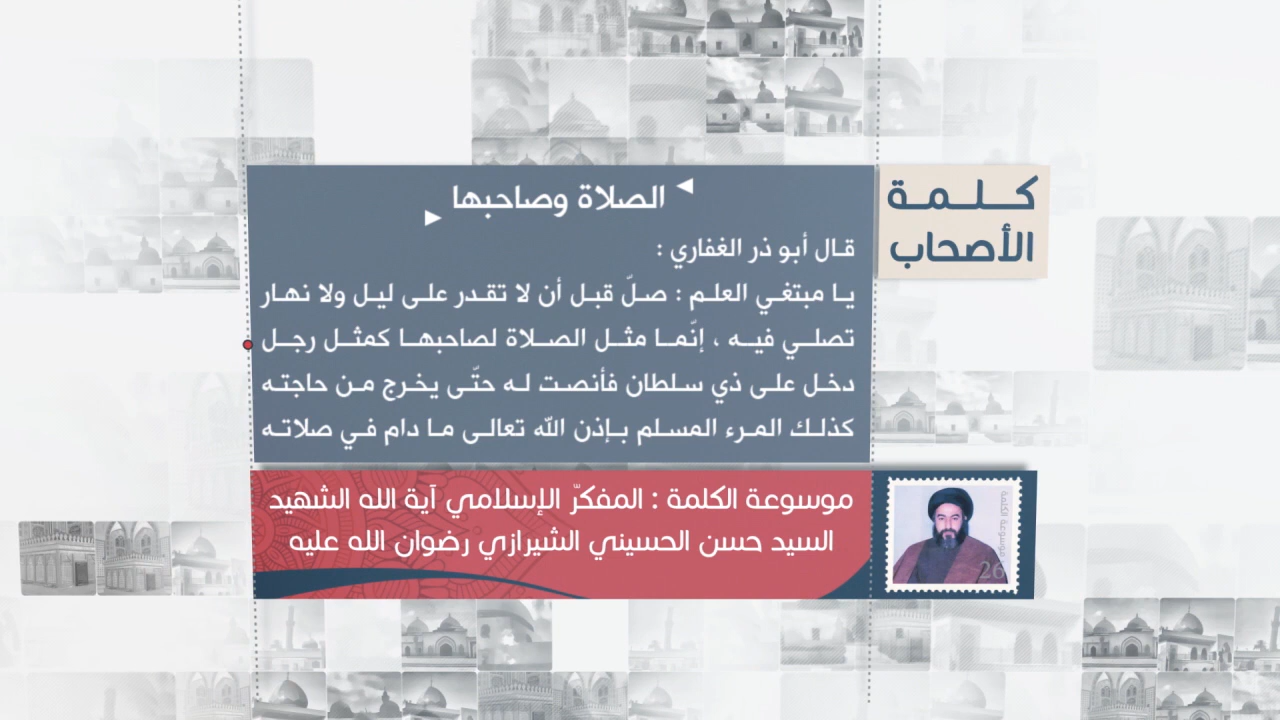 كلمة
الأصحاب
الصلاة وصاحبها
قال أبو ذر الغفاري :
يا مبتغي العلم : صلّ قبل أن لا تقدر على ليل ولا نهار
تصلي فيه ، إنّما مثل الصلاة لصاحبها كمثل رجل
دخل على ذي سلطان فأنصت له حتّى يخرج من حاجته
كذلك المرء المسلم بإذن الله تعالى ما دام في صلاته
موسوعة الكلمة : المفكرّ الإسلامي آية الله الشهيد
السيد حسن الحسيني الشيرازي رضوان الله عليه
موسوعة الكلمة
26